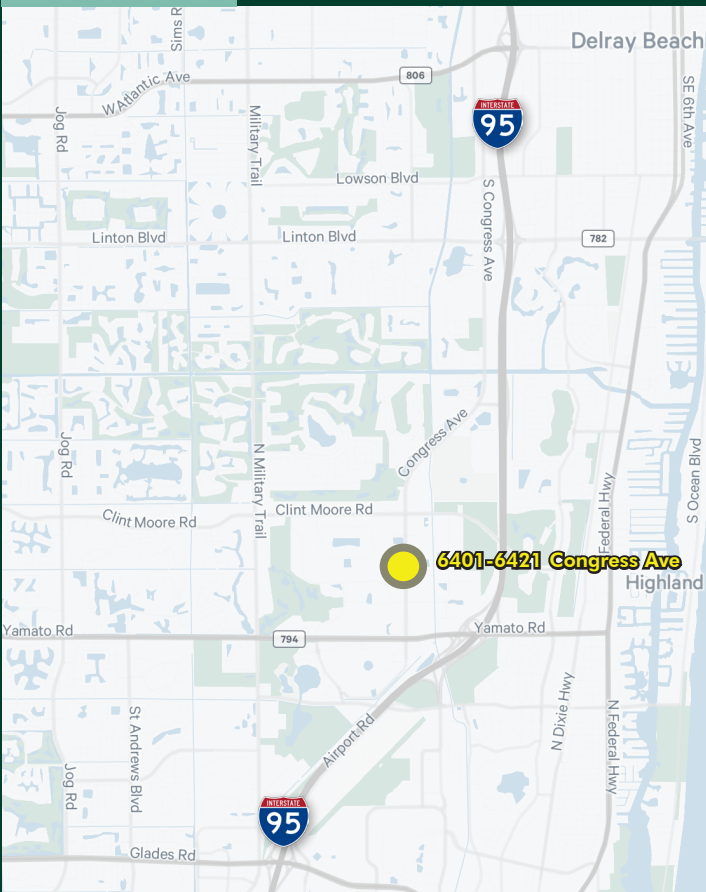 Sims R
Delray Beach
806
W Atlantic Ave
SE 6th Ave
INTERSTATE
95
Jog Rd
Military Trail
Lowson Blvd
S Congress Ave
Linton Blvd
Linton Blvd
782
Congress Ave
Jog Rd
N Military Trail
S Ocean Blvd
Federal Hwy
Clint Moore Rd
Clint Moore Rd
6401-6421 Congress Ave
Highland
Yamato Rd
794
Yamato Rd
N Dixie Hwy
St Andrews Blvd
N Federal Hwy
Airport Rd
Jog Rd
INTERSTATE
95
Glades Rd